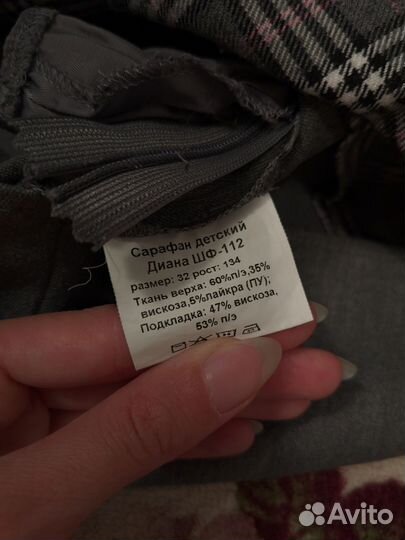 Сарафан детский
Диана ШФ-112
размер: 32 рост: 134
Ткань верха: 60%п/э,35%
вискоза,5%лайкра (ПУ);
Подкладка: 47% вискоза,
53% п/э
Avito